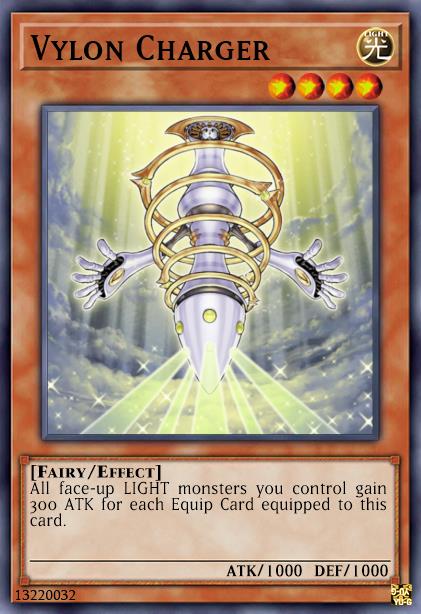 Vylon Charger
LIGHT
光
[Fairy/Effect]
All face-up LIGHT monsters you control gain
300 ATK for each Equip Card equipped to this
card.
ATK/1000 DEF/1000
13220032